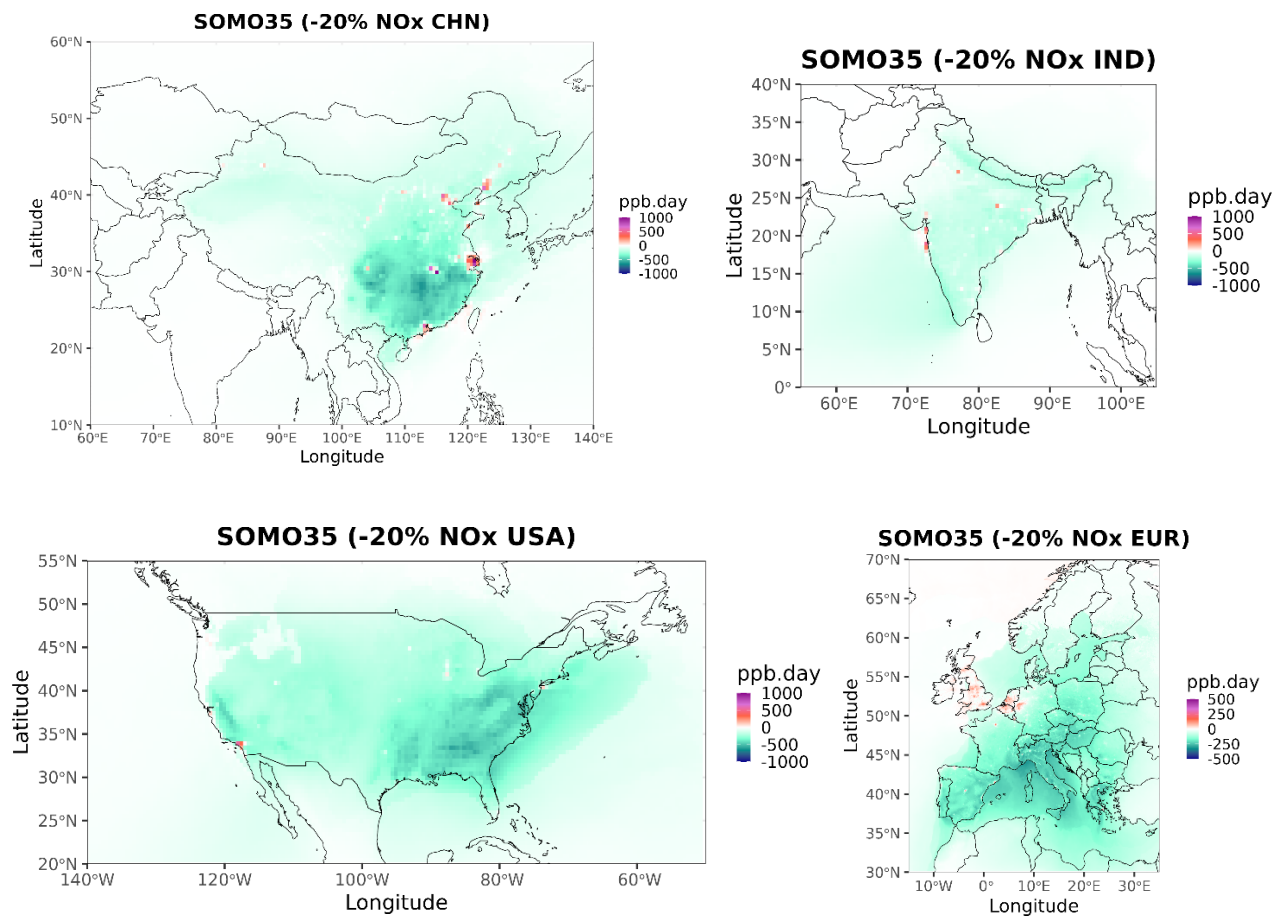 SOMO35 (-20% NOx CHN)
60°N
50°N
40°N
30°N
20°N
10°N
Latitude
60°E 70°E 80°E 90°E 100°E 110°E 120°E 130°E 140°E
Longitude
ppb.day
1000
500
0
-500
-1000
SOMO35 (-20% NOx IND)
40°N
35°N
30°N
25°N
20°N
15°N
10°N
5°N
0°
Latitude
60°E 70°E 80°E 90°E 100°E
Longitude
ppb.day
1000
500
0
-500
-1000
SOMO35 (-20% NOx USA)
55°N
50°N
45°N
40°N
35°N
30°N
25°N
20°N
Latitude
140°W 120°W 100°W 80°W 60°W
Longitude
ppb.day
1000
500
0
-500
-1000
SOMO35 (-20% NOx EUR)
70°N
65°N
60°N
55°N
50°N
45°N
40°N
35°N
30°N
Latitude
10°W 0° 10°E 20°E 30°E
Longitude
ppb.day
500
250
0
-250
-500